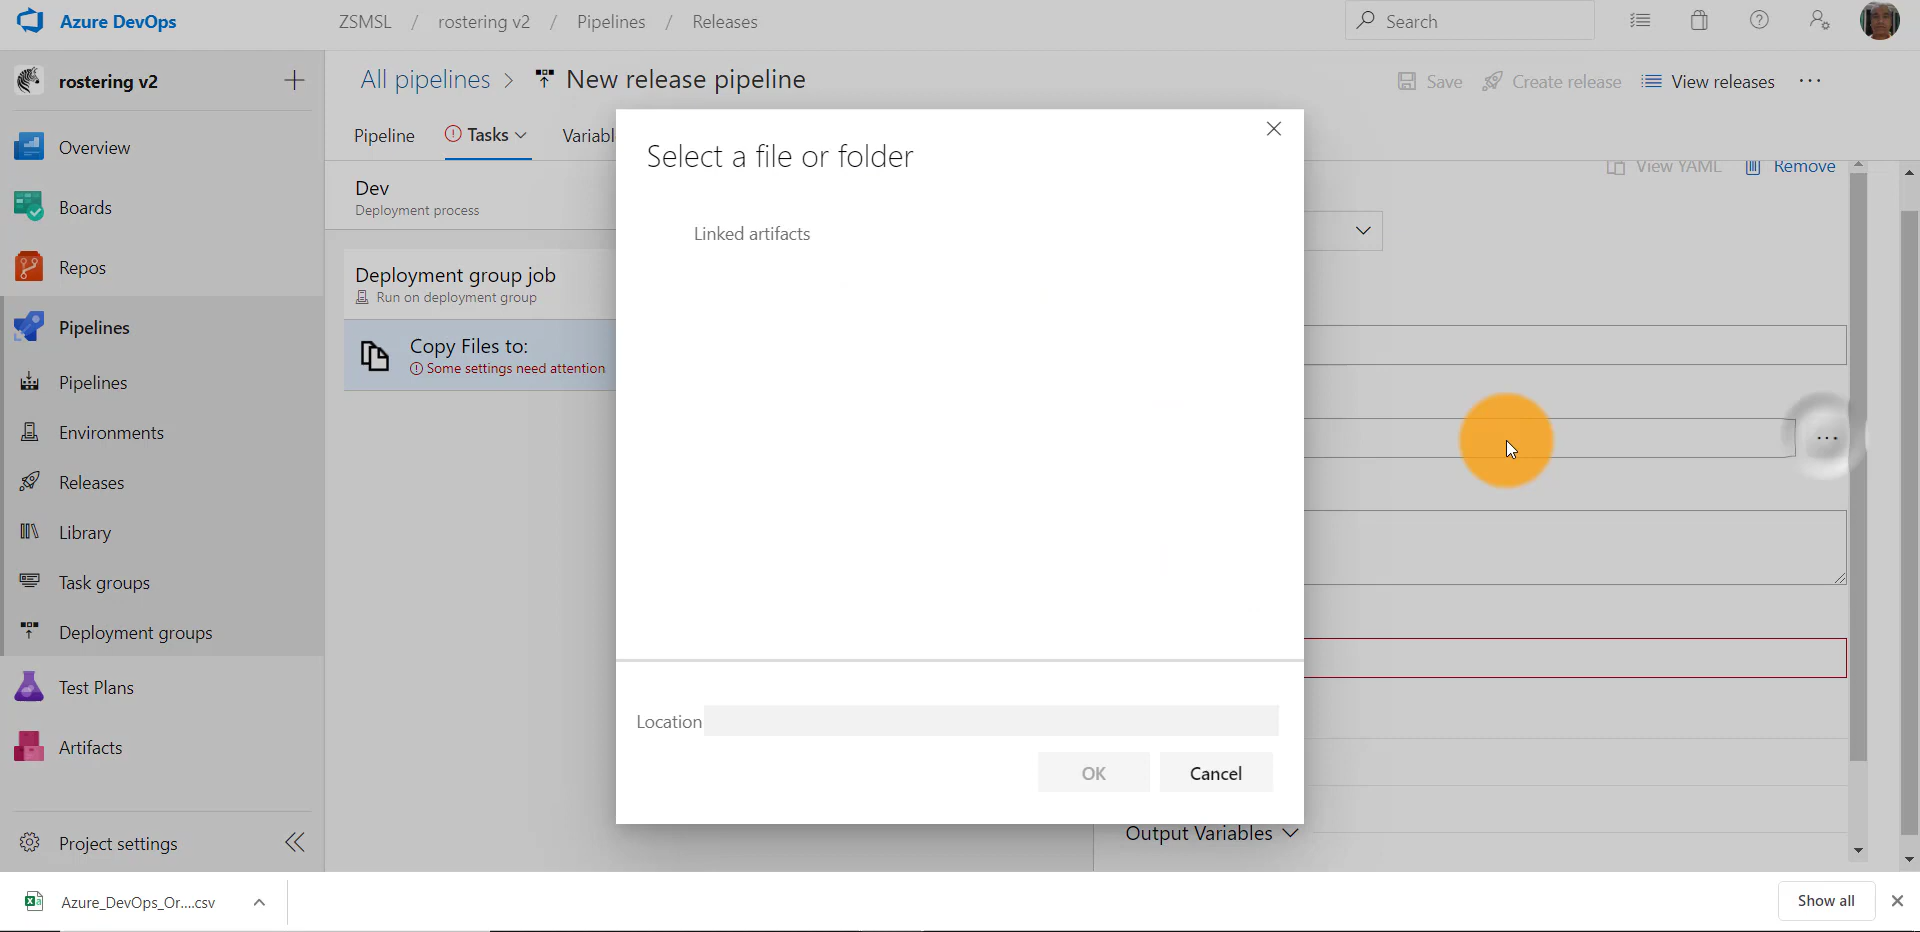 Azure DevOps
ZSMSL / rostering v2 / Pipelines / Releases
Search
rostering v2
All pipelines > New release pipeline
Save
Create release
View releases
Overview
Boards
Repos
Pipelines
Pipelines
Environments
Releases
Library
Task groups
Deployment groups
Test Plans
Artifacts
Project settings
Pipeline
Tasks
Variabl
Dev
Deployment process
Deployment group job
Run on deployment group
Copy Files to:
Some settings need attention
View YAML
Remove
Select a file or folder
Linked artifacts
Location
OK
Cancel
Output Variables
Azure_DevOps_Or....csv
Show all